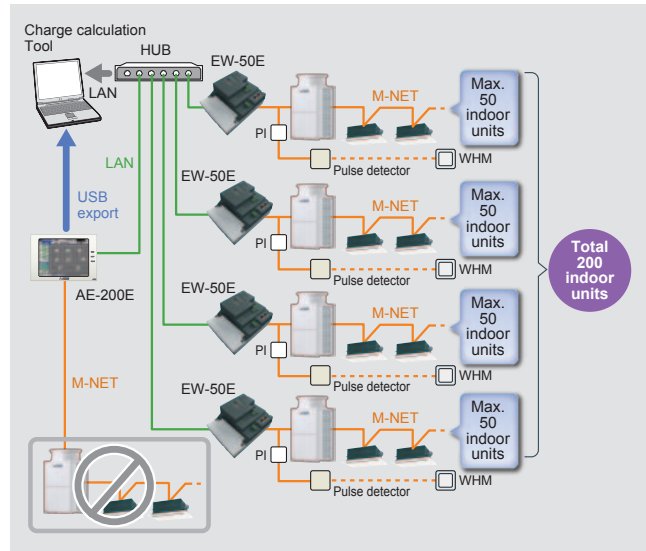 Charge calculation
Tool
HUB
LAN
EW-50E
PI
M-NET
Max.
50
indoor
units
Pulse detector
WHM
LAN
USB
export
EW-50E
PI
M-NET
Max.
50
indoor
units
Pulse detector
WHM
Total
200
indoor
units
AE-200E
EW-50E
PI
M-NET
Max.
50
indoor
units
Pulse detector
WHM
M-NET
EW-50E
PI
M-NET
Max.
50
indoor
units
Pulse detector
WHM